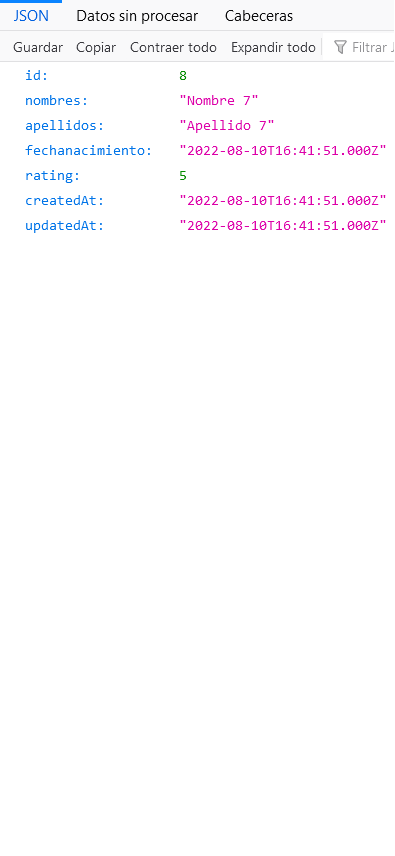 JSON Datos sin procesar Cabeceras
Guardar Copiar Contraer todo Expandir todo Filtrar
id: 8
nombres: "Nombre 7"
apellidos: "Apellido 7"
fechanacimiento: "2022-08-10T16:41:51.000Z"
rating: 5
createdAt: "2022-08-10T16:41:51.000Z"
updatedAt: "2022-08-10T16:41:51.000Z"